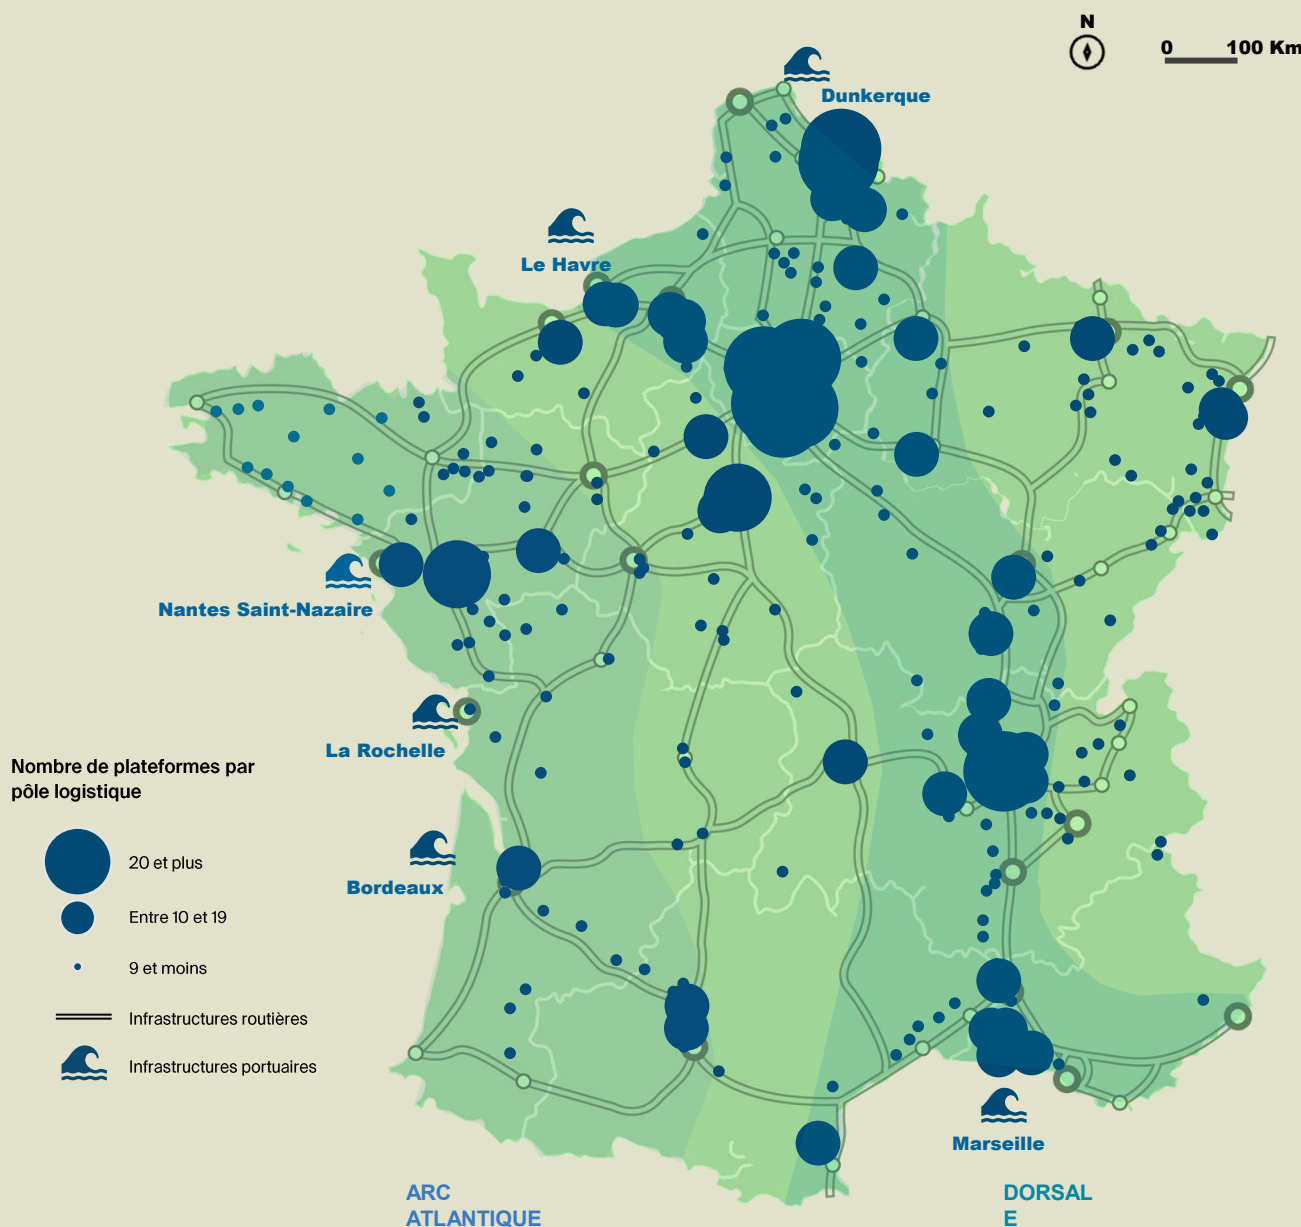 N
0 100 Km
Dunkerque
Le Havre
Nantes Saint-Nazaire
La Rochelle
Bordeaux
Marseille
Nombre de plateformes par
pôle logistique
20 et plus
Entre 10 et 19
9 et moins
Infrastructures routières
Infrastructures portuaires
ARC
ATLANTIQUE
DORSAL
E